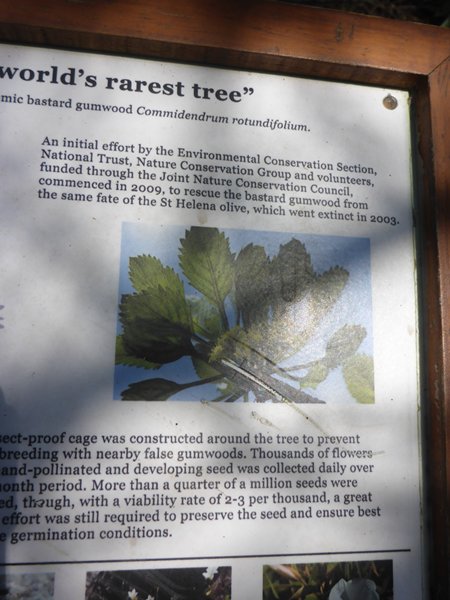 world's rarest tree"
mic bastard gumwood Commidendrum rotundifolium.
An initial effort by the Environmental Conservation Section,
National Trust, Nature Conservation Group and volunteers,
funded through the Joint Nature Conservation Council,
commenced in 2009, to rescue the bastard gumwood from
the same fate of the St Helena olive, which went extinct in 2003.
sect-proof cage was constructed around the tree to prevent
breeding with nearby false gumwoods. Thousands of flowers
and-pollinated and developing seed was collected daily over
onth period. More than a quarter of a million seeds were
ed, though, with a viability rate of 2-3 per thousand, a great
effort was still required to preserve the seed and ensure best
e germination conditions.